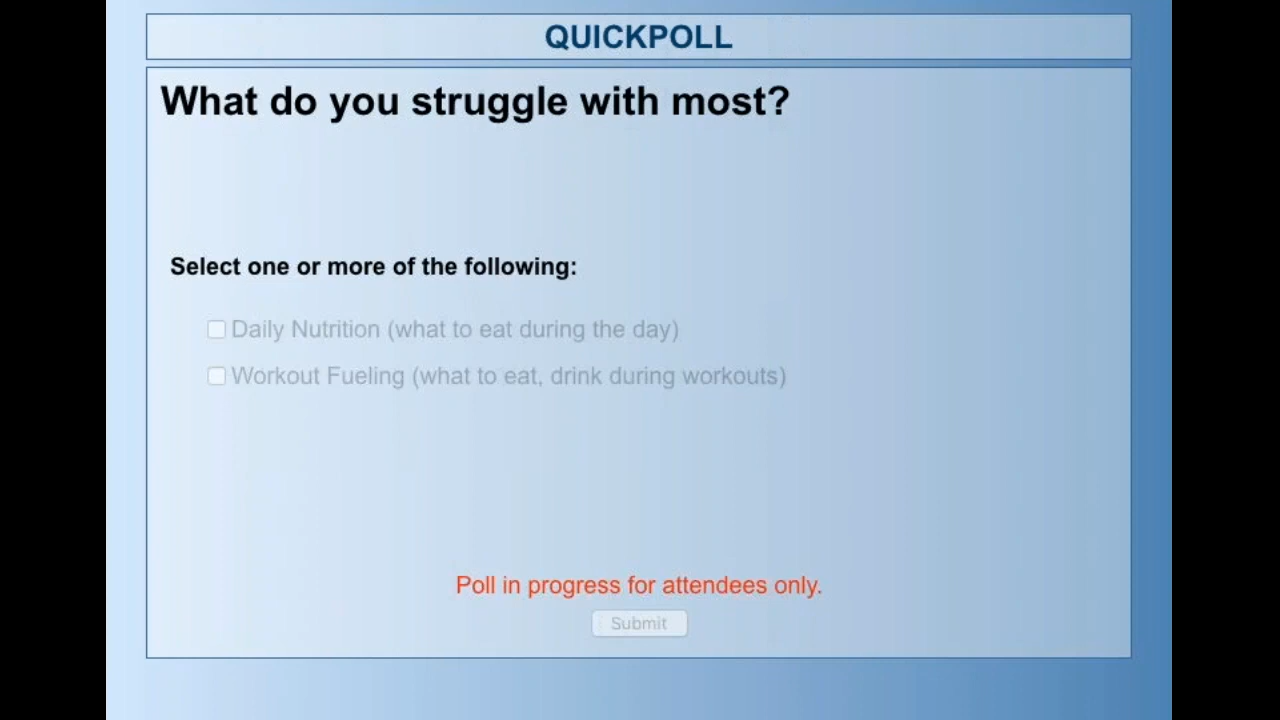 QUICKPOLL
What do you struggle with most?
Select one or more of the following:
Daily Nutrition (what to eat during the day)
Workout Fueling (what to eat, drink during workouts)
Poll in progress for attendees only.
Submit